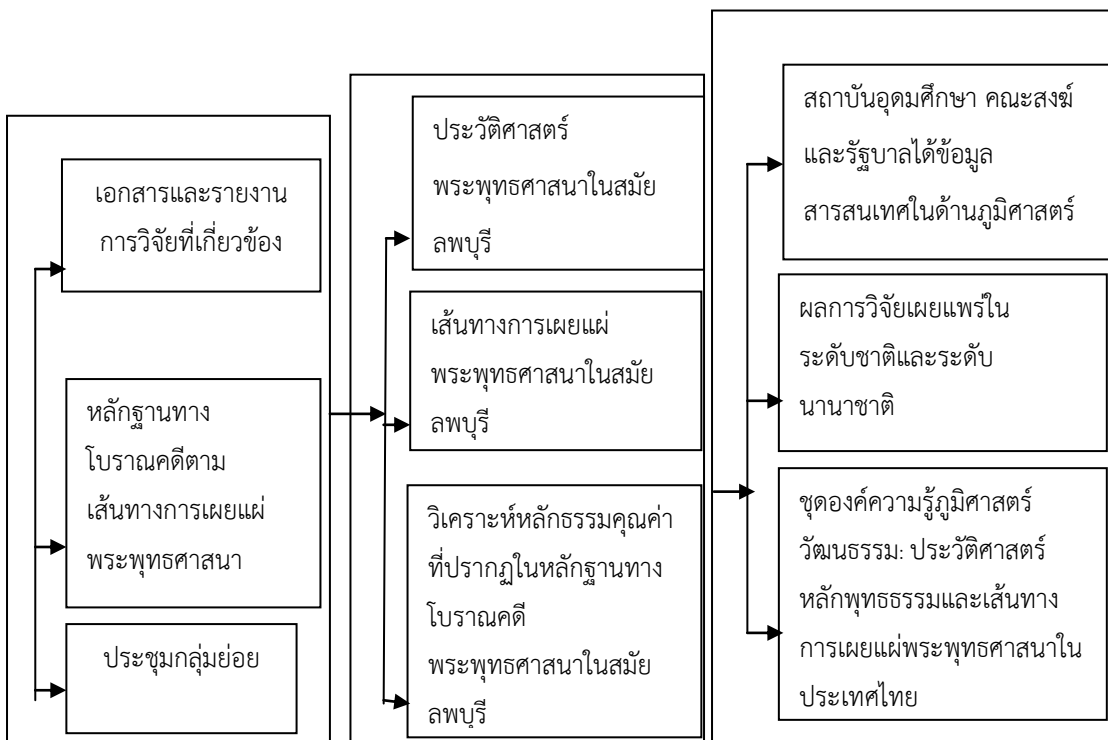 เอกสารและรายงาน
การวิจัยที่เกี่ยวข้อง
หลักฐานทาง
โบราณคดีตาม
เส้นทางการเผยแผ่
พระพุทธศาสนา
ประชุมกลุ่มย่อย
ประวัติศาสตร์
พระพุทธศาสนาในสมัย
ลพบุรี
เส้นทางการเผยแผ่
พระพุทธศาสนาในสมัย
ลพบุรี
วิเคราะห์หลักธรรมคุณค่า
ที่ปรากฏในหลักฐานทาง
โบราณคดี
พระพุทธศาสนาในสมัย
ลพบุรี
สถาบันอุดมศึกษา คณะสงฆ์
และรัฐบาลได้ข้อมูล
สารสนเทศในด้านภูมิศาสตร์
ผลการวิจัยเผยแพร่ใน
ระดับชาติและระดับ
นานาชาติ
ชุดองค์ความรู้ภูมิศาสตร์
วัฒนธรรม: ประวัติศาสตร์
หลักพุทธธรรมและเส้นทาง
การเผยแผ่พระพุทธศาสนาใน
ประเทศไทย